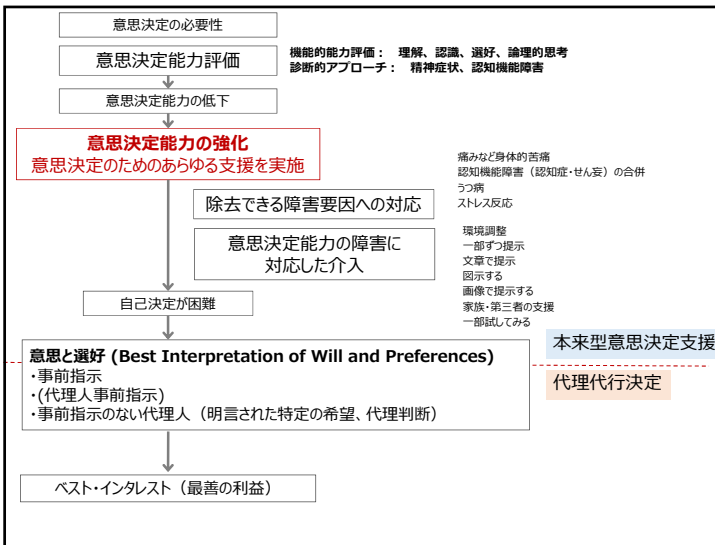 意思決定の必要性
意思決定能力評価
機能的能力評価： 理解、認識、選好、論理的思考
診断的アプローチ： 精神症状、認知機能障害
意思決定能力の低下
意思決定能力の強化
意思決定のためのあらゆる支援を実施
痛みなど身体的苦痛
認知機能障害（認知症・せん妄）の合併
うつ病
ストレス反応
除去できる障害要因への対応
意思決定能力の障害に
対応した介入
環境調整
一部ずつ提示
文章で提示
図示する
画像で提示する
家族・第三者の支援
一部試してみる
自己決定が困難
本来型意思決定支援
意思と選好 (Best Interpretation of Will and Preferences)
・事前指示
・(代理人事前指示)
・事前指示のない代理人（明言された特定の希望、代理判断）
代理代行決定
ベスト・インタレスト（最善の利益）